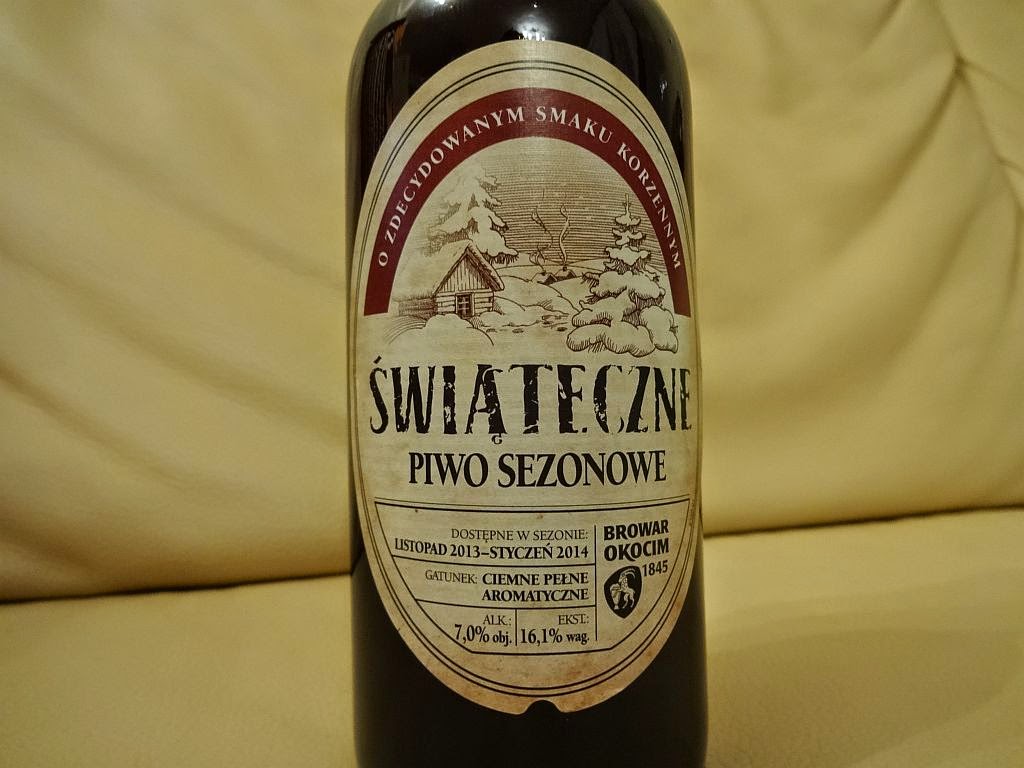 O ZDECYDOWANYM SMAKU KORZENNYM
ŚWIĄTECZNE
PIWO SEZONOWE
DOSTĘPNE W SEZONIE:
LISTOPAD 2013–STYCZEŃ 2014
GATUNEK: CIEMNE PEŁNE
AROMATYCZNE
ALK.:
7,0% obj.
EKST.:
16,1% wag.
BROWAR
OKOCIM
1845